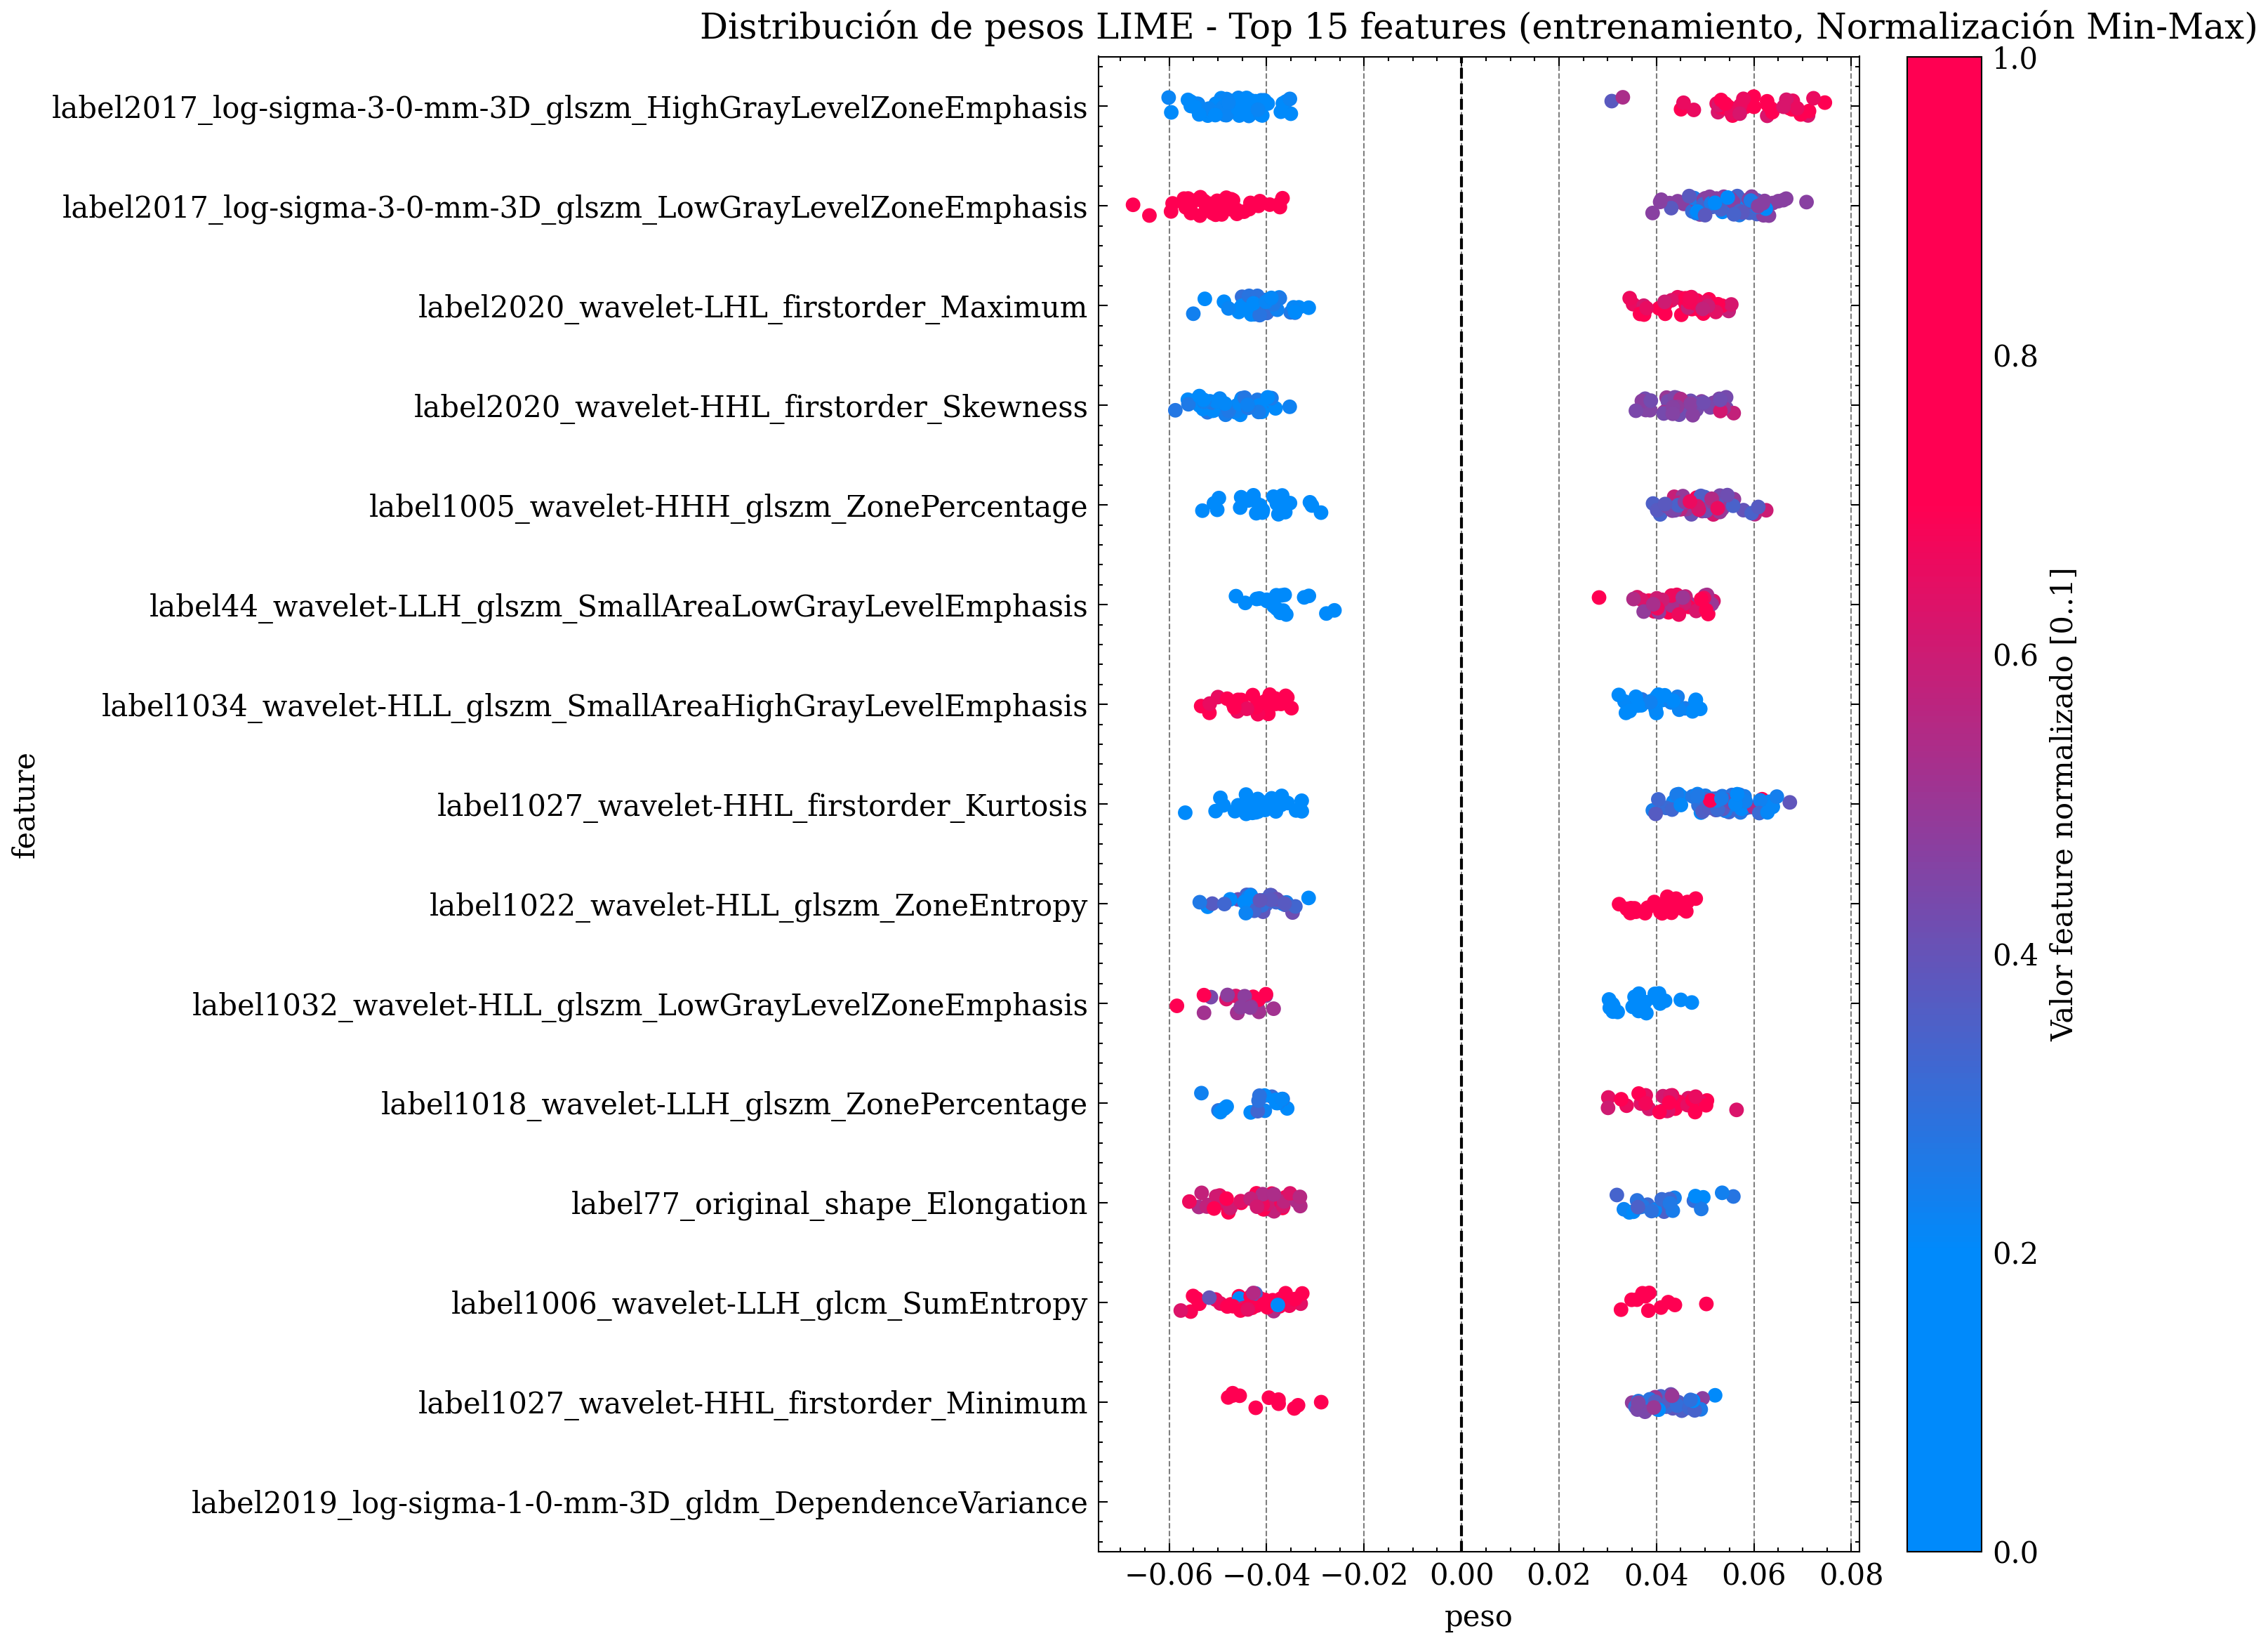 Distribución de pesos LIME - Top 15 features (entrenamiento, Normalización Min-Max)
label2017_log-sigma-3-0-mm-3D_glszm_HighGrayLevelZoneEmphasis
label2017_log-sigma-3-0-mm-3D_glszm_LowGrayLevelZoneEmphasis
label2020_wavelet-LHL_firstorder_Maximum
label2020_wavelet-HHL_firstorder_Skewness
label1005_wavelet-HHH_glszm_ZonePercentage
label44_wavelet-LLH_glszm_SmallAreaLowGrayLevelEmphasis
label1034_wavelet-HLL_glszm_SmallAreaHighGrayLevelEmphasis
label1027_wavelet-HHL_firstorder_Kurtosis
label1022_wavelet-HLL_glszm_ZoneEntropy
label1032_wavelet-HLL_glszm_LowGrayLevelZoneEmphasis
label1018_wavelet-LLH_glszm_ZonePercentage
label77_original_shape_Elongation
label1006_wavelet-LLH_glcm_SumEntropy
label1027_wavelet-HHL_firstorder_Minimum
label2019_log-sigma-1-0-mm-3D_gldm_DependenceVariance
feature
−0.06 −0.04 −0.02 0.00 0.02 0.04 0.06 0.08
peso
1.0
0.8
0.6
0.4
0.2
0.0
Valor feature normalizado [0..1]